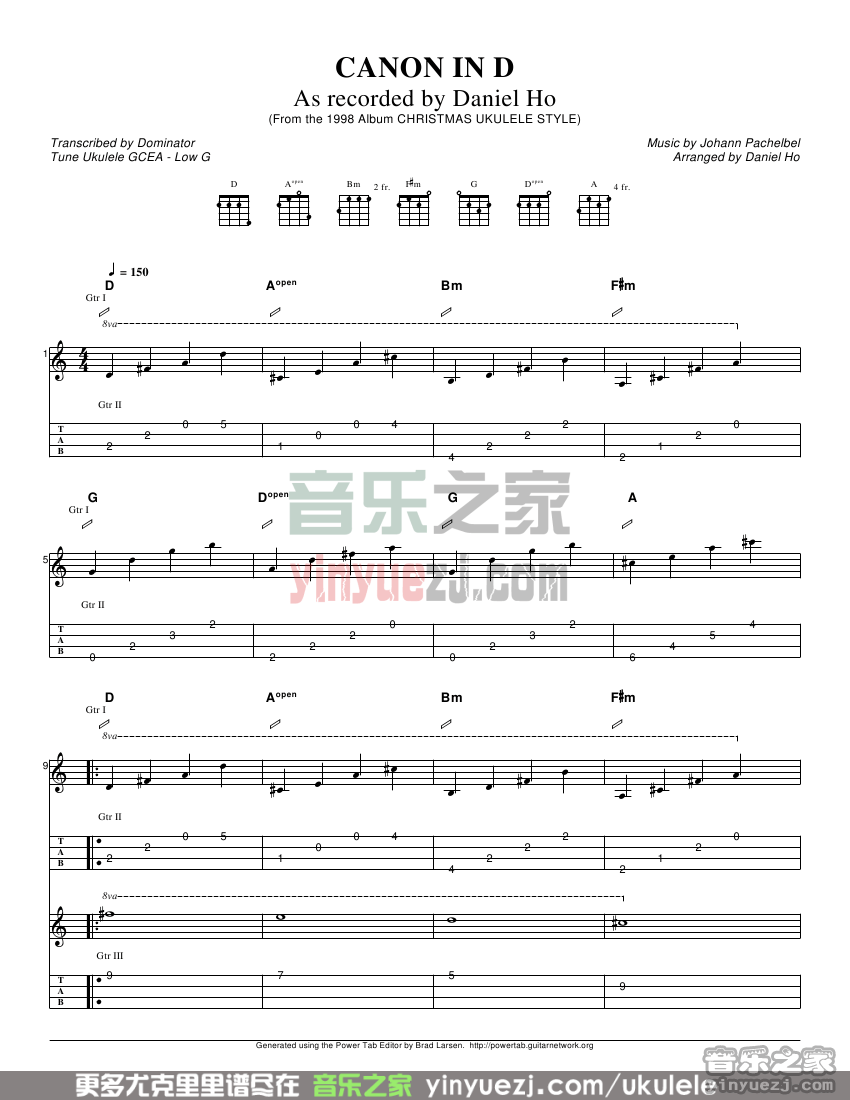 CANON IN D
As recorded by Daniel Ho
(From the 1998 Album CHRISTMAS UKULELE STYLE)
Transcribed by Dominator
Music by Johann Pachelbel
Tune Ukulele GCEA - Low G
Arranged by Daniel Ho
D A open Bm 2 fr. F#m G D open A 4 fr.
♩ = 150
D A open Bm F#m
Gtr I
8va
1 4/4
Gtr II
TAB 2 2 0 5 1 0 0 4 4 2 2 2 2 1 2 0
音乐之家
G D open G A
Gtr I
5
yinyuezj.com
Gtr II
TAB 0 2 3 2 2 2 2 0 0 2 3 2 6 4 5 4
D A open Bm F#m
Gtr I
8va
9
Gtr II
TAB 2 2 0 5 1 0 0 4 4 2 2 2 2 1 2 0
8va
Gtr III
TAB 9 7 5 9
Generated using the Power Tab Editor by Brad Larsen. http://powertab.guitarnetwork.org
更多尤克里里谱尽在 音乐之家 yinyuezj.com/ukulele
音乐之家
yinyuezj.com